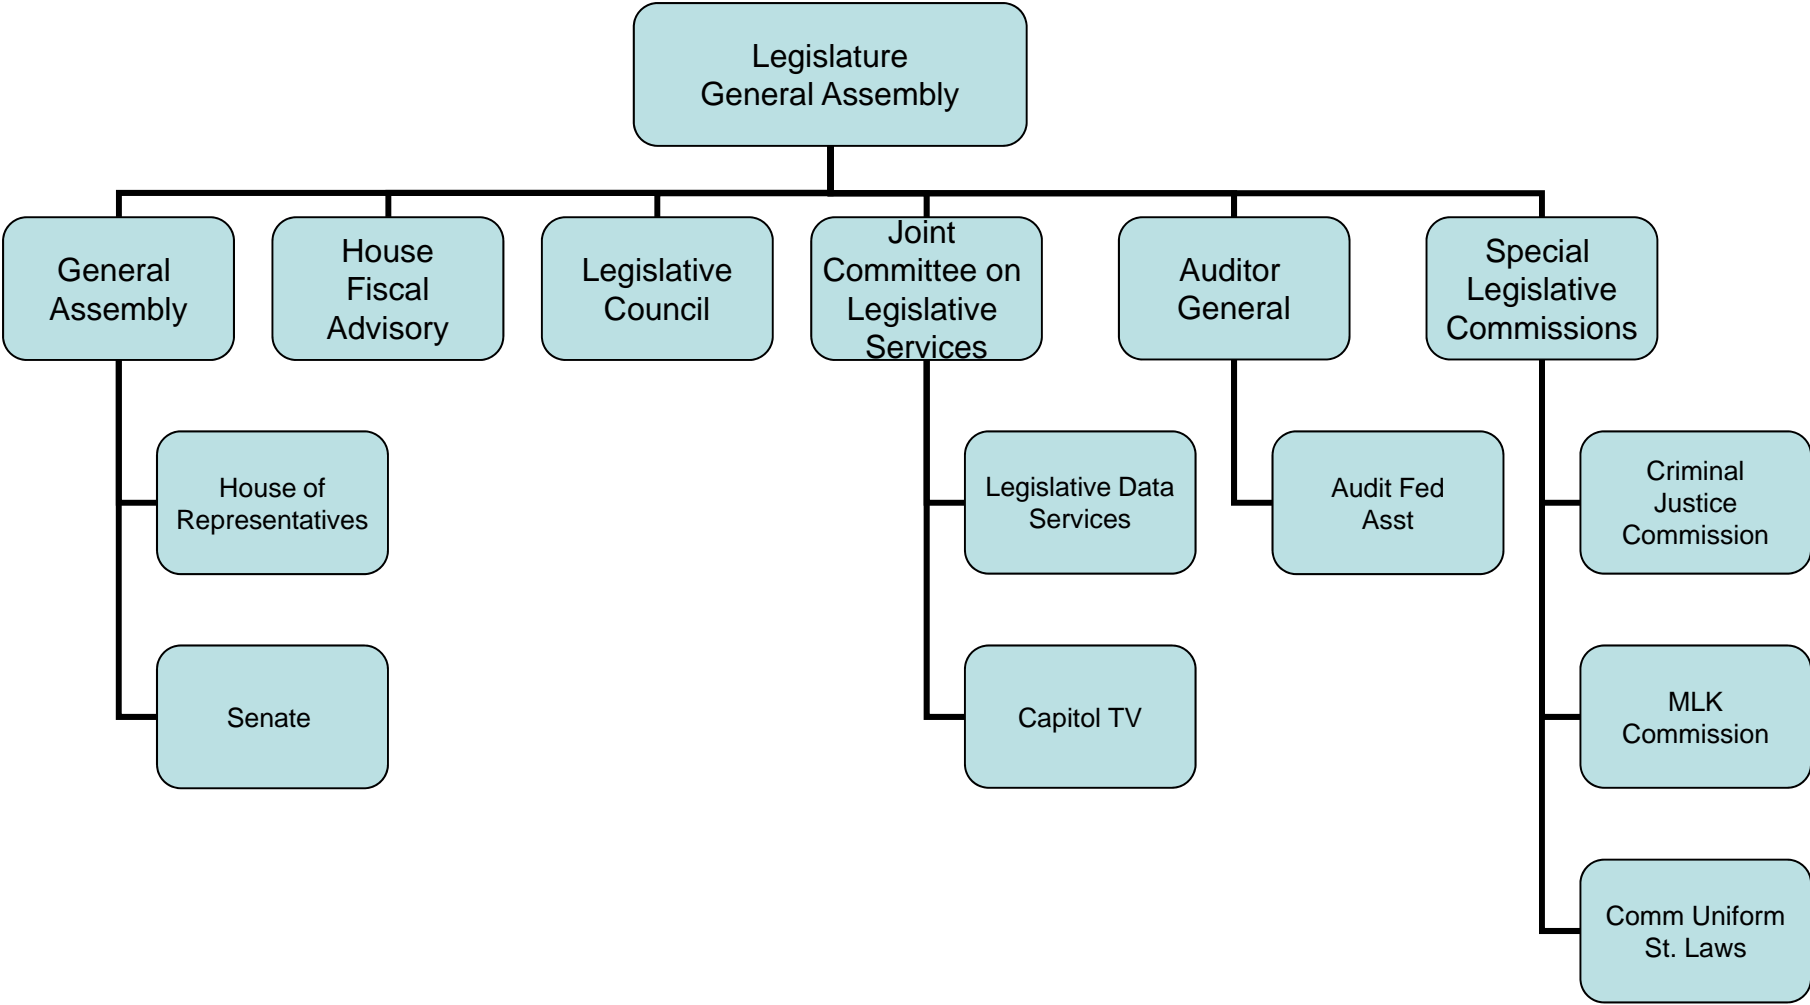 Legislature
General Assembly
General
Assembly
House
Fiscal
Advisory
Legislative
Council
Joint
Committee on
Legislative
Services
Auditor
General
Special
Legislative
Commissions
House of
Representatives
Legislative Data
Services
Audit Fed
Asst
Criminal
Justice
Commission
Senate
Capitol TV
MLK
Commission
Comm Uniform
St. Laws